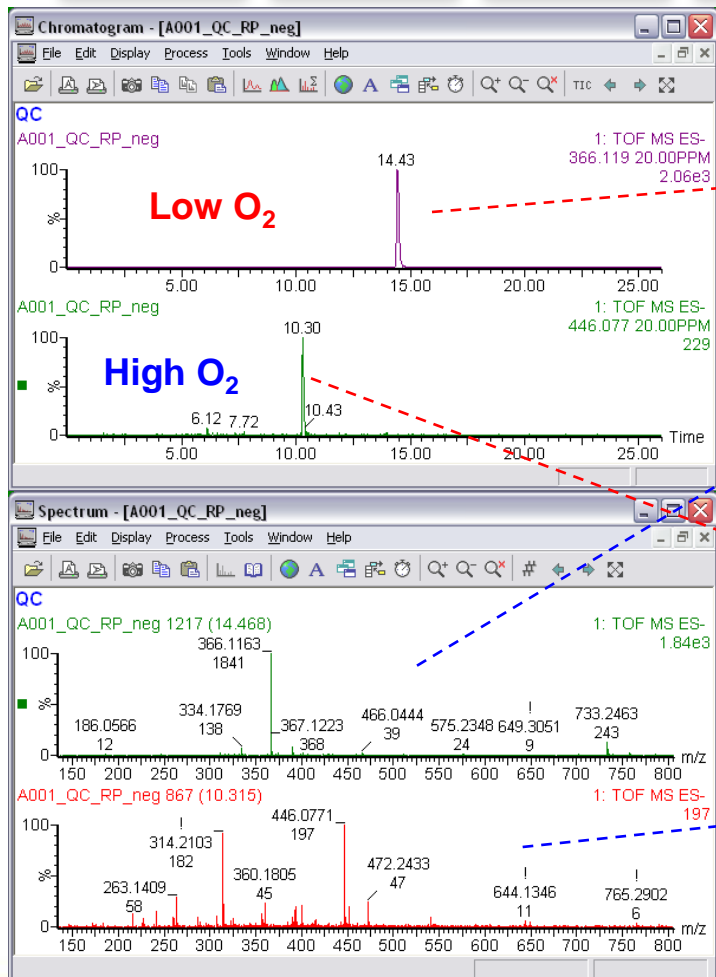 Chromatogram - [A001_QC_RP_neg]
File Edit Display Process Tools Window Help
TIC
QC
A001_QC_RP_neg
1: TOF MS ES-
366.119 20.00PPM
2.06e3
14.43
100
%
0
Low O2
5.00 10.00 15.00 20.00 25.00
A001_QC_RP_neg
1: TOF MS ES-
446.077 20.00PPM
229
10.30
100
%
0
High O2
6.12 7.72 10.43
Time
5.00 10.00 15.00 20.00 25.00
Spectrum - [A001_QC_RP_neg]
File Edit Display Process Tools Window Help
#
QC
A001_QC_RP_neg 1217 (14.468)
1: TOF MS ES-
1.84e3
366.1163
1841
100
%
0
186.0566
12
334.1769
138
367.1223
368
466.0444
39
575.2348
24
!
649.3051
9
733.2463
243
m/z
150 200 250 300 350 400 450 500 550 600 650 700 750 800
A001_QC_RP_neg 867 (10.315)
1: TOF MS ES-
197
446.0771
197
100
%
0
!
314.2103
182
263.1409
58
360.1805
45
472.2433
47
!
644.1346
11
!
765.2902
6
m/z
150 200 250 300 350 400 450 500 550 600 650 700 750 800